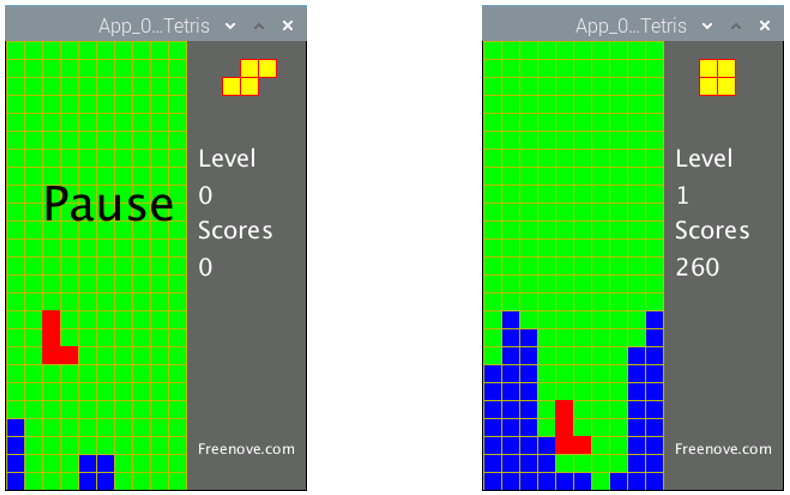 App_0...Tetris
Level
0
Pause
Scores
0
Freenove.com
App_0...Tetris
Level
1
Scores
260
Freenove.com